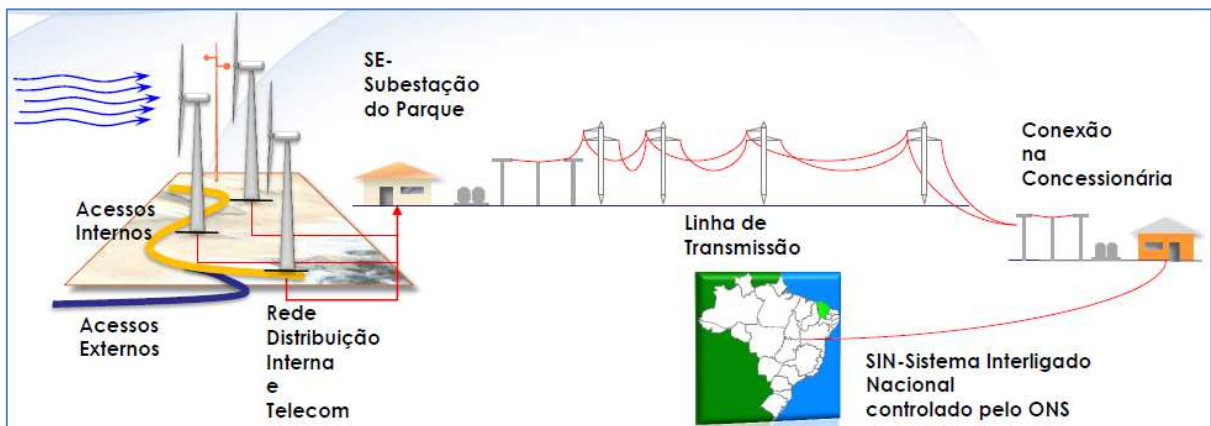 SE-
Subestação
do Parque
Conexão
na
Concessionária
Acessos
Internos
Linha de
Transmissão
Acessos
Externos
Rede
Distribuição
Interna
e
Telecom
SIN-Sistema Interligado
Nacional
controlado pelo ONS